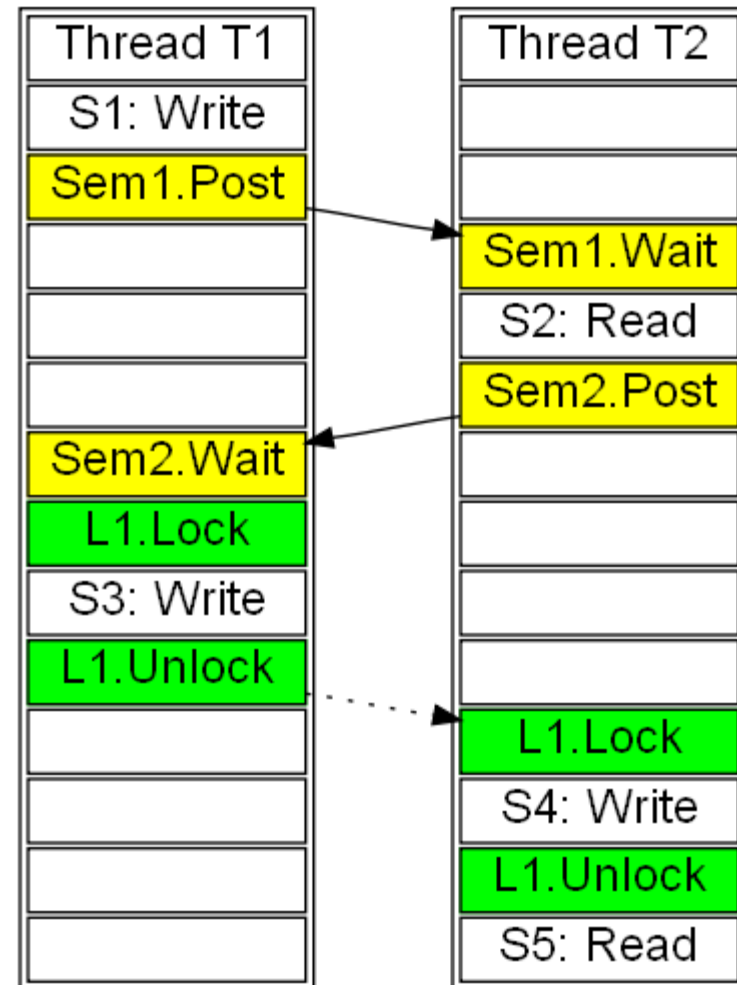 Thread T1
Thread T2
S1: Write
Sem1.Post
Sem1.Wait
S2: Read
Sem2.Post
Sem2.Wait
L1.Lock
S3: Write
L1.Unlock
L1.Lock
S4: Write
L1.Unlock
S5: Read